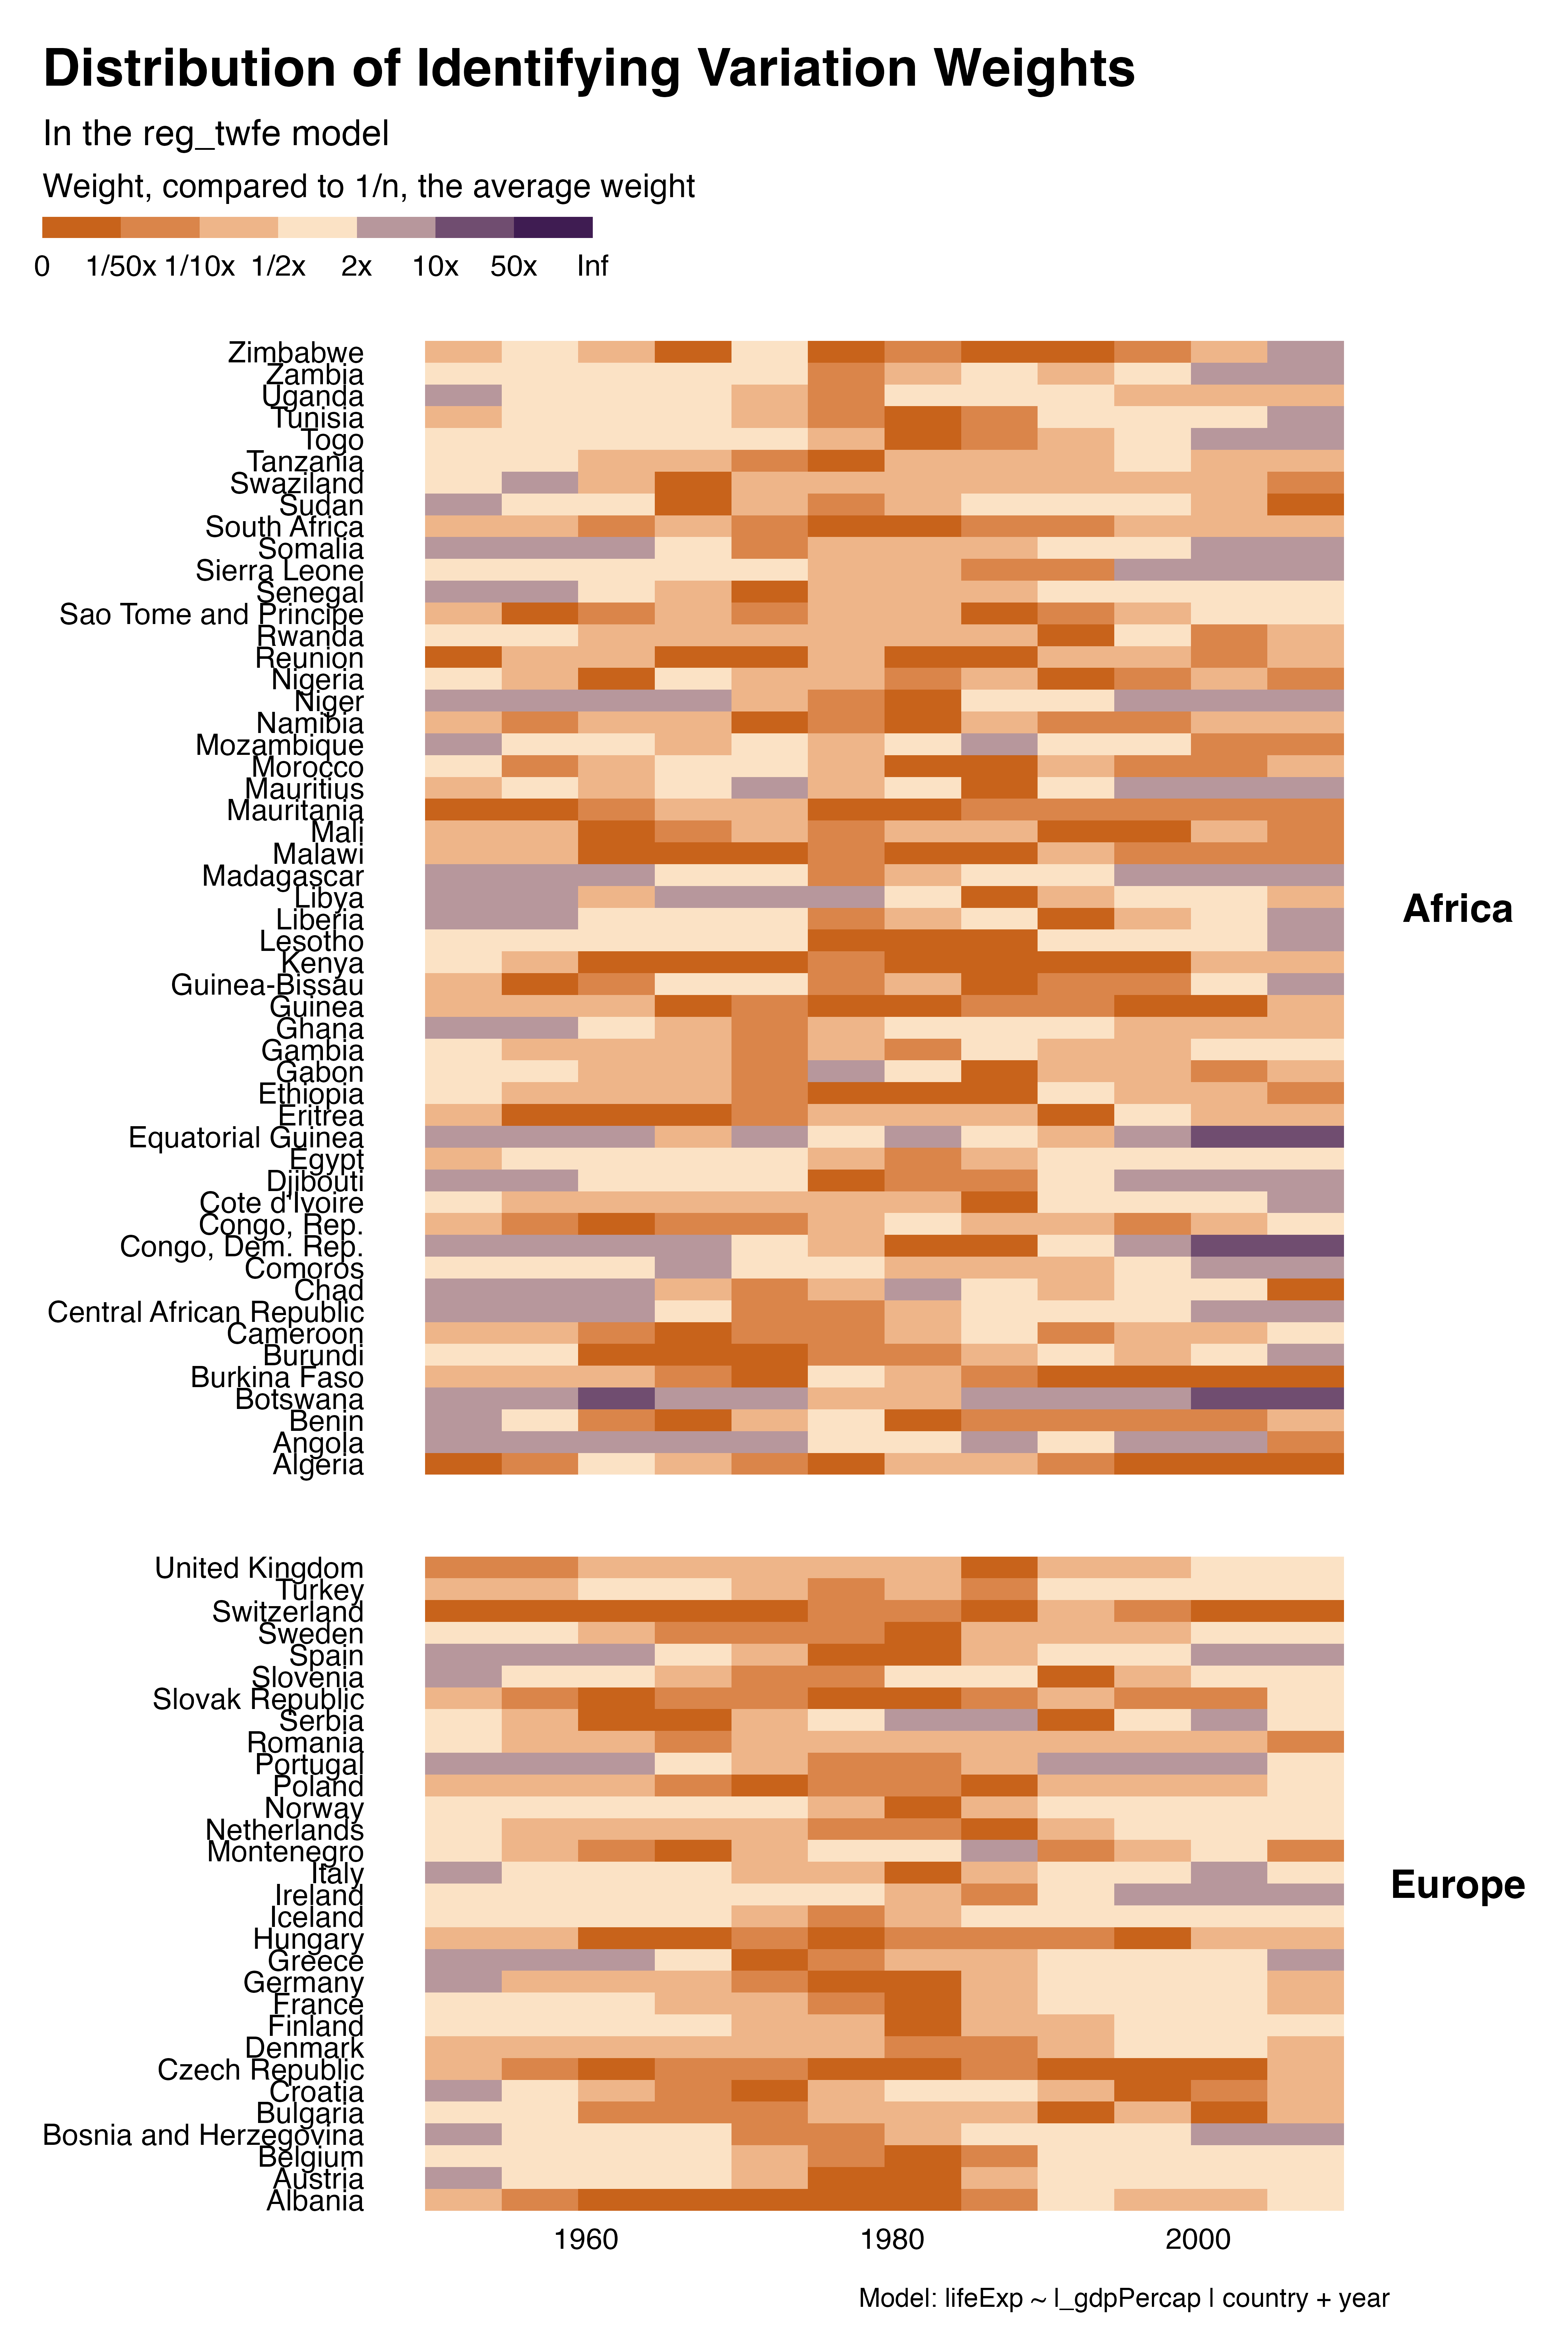 Distribution of Identifying Variation Weights
In the reg_twfe model
Weight, compared to 1/n, the average weight
0 1/50x 1/10x 1/2x 2x 10x 50x Inf
Zimbabwe
Zambia
Uganda
Tunisia
Togo
Tanzania
Swaziland
Sudan
South Africa
Somalia
Sierra Leone
Senegal
Sao Tome and Principe
Rwanda
Reunion
Nigeria
Niger
Namibia
Mozambique
Morocco
Mauritius
Mauritania
Mali
Malawi
Madagascar
Libya
Liberia
Lesotho
Kenya
Guinea-Bissau
Guinea
Ghana
Gambia
Gabon
Ethiopia
Eritrea
Equatorial Guinea
Egypt
Djibouti
Cote d'Ivoire
Congo, Rep.
Congo, Dem. Rep.
Comoros
Chad
Central African Republic
Cameroon
Burundi
Burkina Faso
Botswana
Benin
Angola
Algeria
Africa
United Kingdom
Turkey
Switzerland
Sweden
Spain
Slovenia
Slovak Republic
Serbia
Romania
Portugal
Poland
Norway
Netherlands
Montenegro
Italy
Ireland
Iceland
Hungary
Greece
Germany
France
Finland
Denmark
Czech Republic
Croatia
Bulgaria
Bosnia and Herzegovina
Belgium
Austria
Albania
Europe
1960 1980 2000
Model: lifeExp ~ l_gdpPercap | country + year